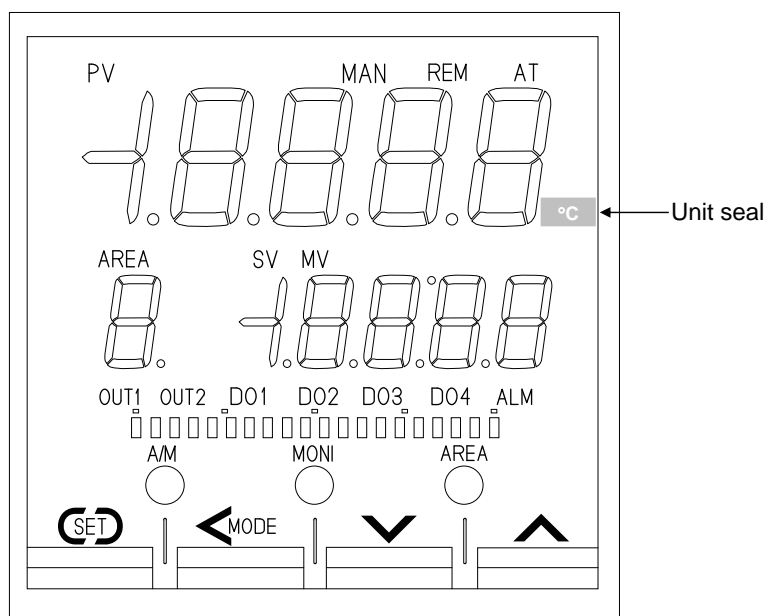 PV MAN REM AT
°C
Unit seal
AREA SV MV
OUT1 OUT2 DO1 DO2 DO3 DO4 ALM
A/M MONI AREA
SET MODE